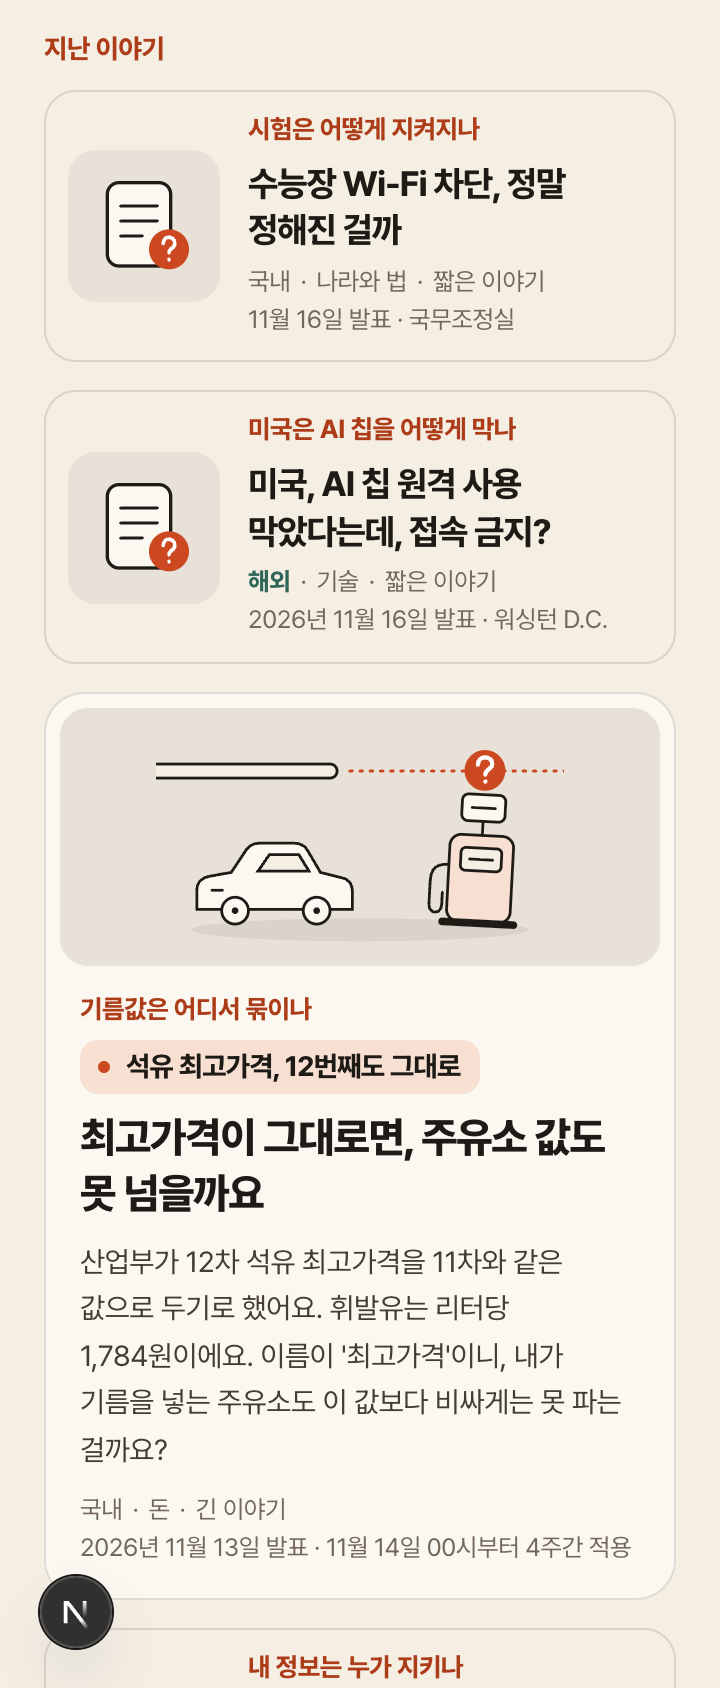 지난 이야기
시험은 어떻게 지켜지나
수능장 Wi-Fi 차단, 정말
정해진 걸까
국내 · 나라와 법 · 짧은 이야기
11월 16일 발표 · 국무조정실
?
미국은 AI 칩을 어떻게 막나
미국, AI 칩 원격 사용
막았다는데, 접속 금지?
해외 · 기술 · 짧은 이야기
2026년 11월 16일 발표 · 워싱턴 D.C.
?
?
기름값은 어디서 묶이나
석유 최고가격, 12번째도 그대로
최고가격이 그대로면, 주유소 값도
못 넘을까요
산업부가 12차 석유 최고가격을 11차와 같은
값으로 두기로 했어요. 휘발유는 리터당
1,784원이에요. 이름이 '최고가격'이니, 내가
기름을 넣는 주유소도 이 값보다 비싸게는 못 파는
걸까요?
국내 · 돈 · 긴 이야기
2026년 11월 13일 발표 · 11월 14일 00시부터 4주간 적용
N
내 정보는 누가 지키나